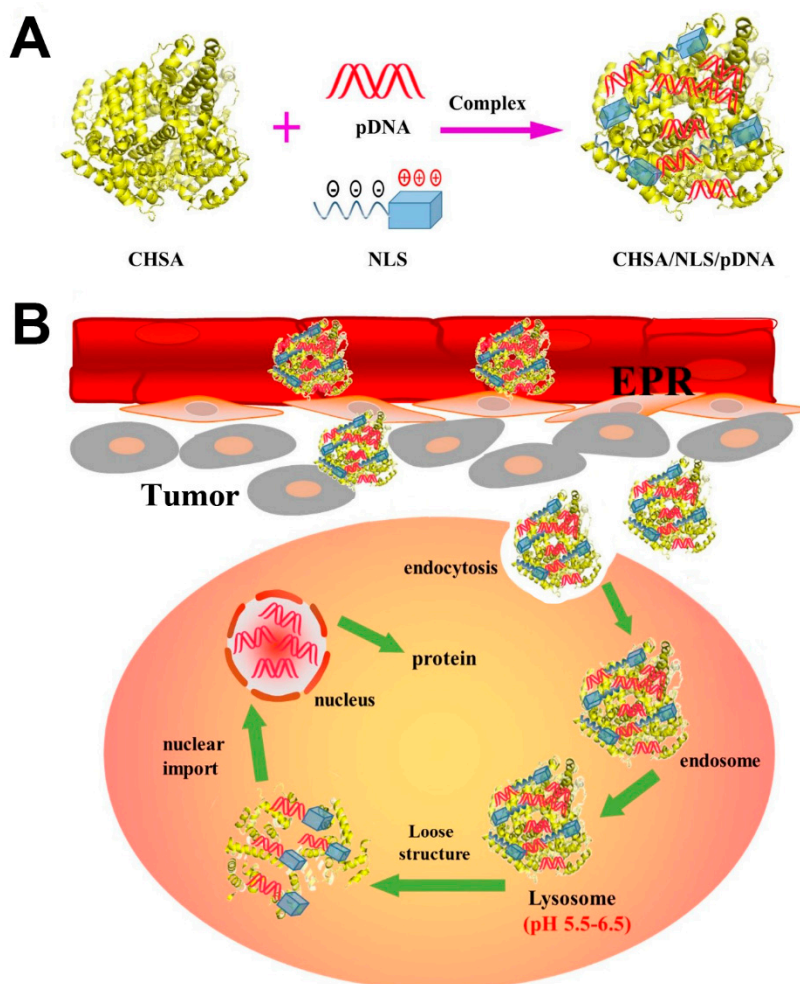 A
pDNA
Complex
CHSA
NLS
CHSA/NLS/pDNA
B
EPR
Tumor
endocytosis
protein
nucleus
nuclear
import
endosome
Loose
structure
Lysosome
(pH 5.5-6.5)